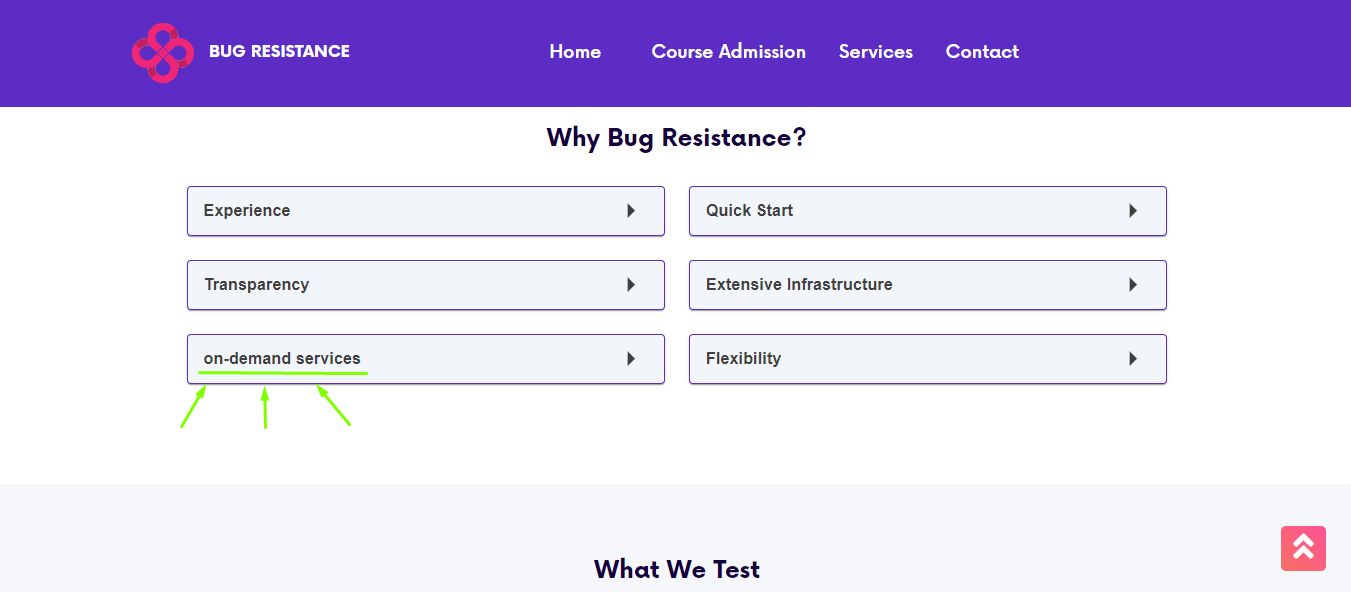 BUG RESISTANCE
Home Course Admission Services Contact
Why Bug Resistance?
Experience
Quick Start
Transparency
Extensive Infrastructure
on-demand services
Flexibility
What We Test